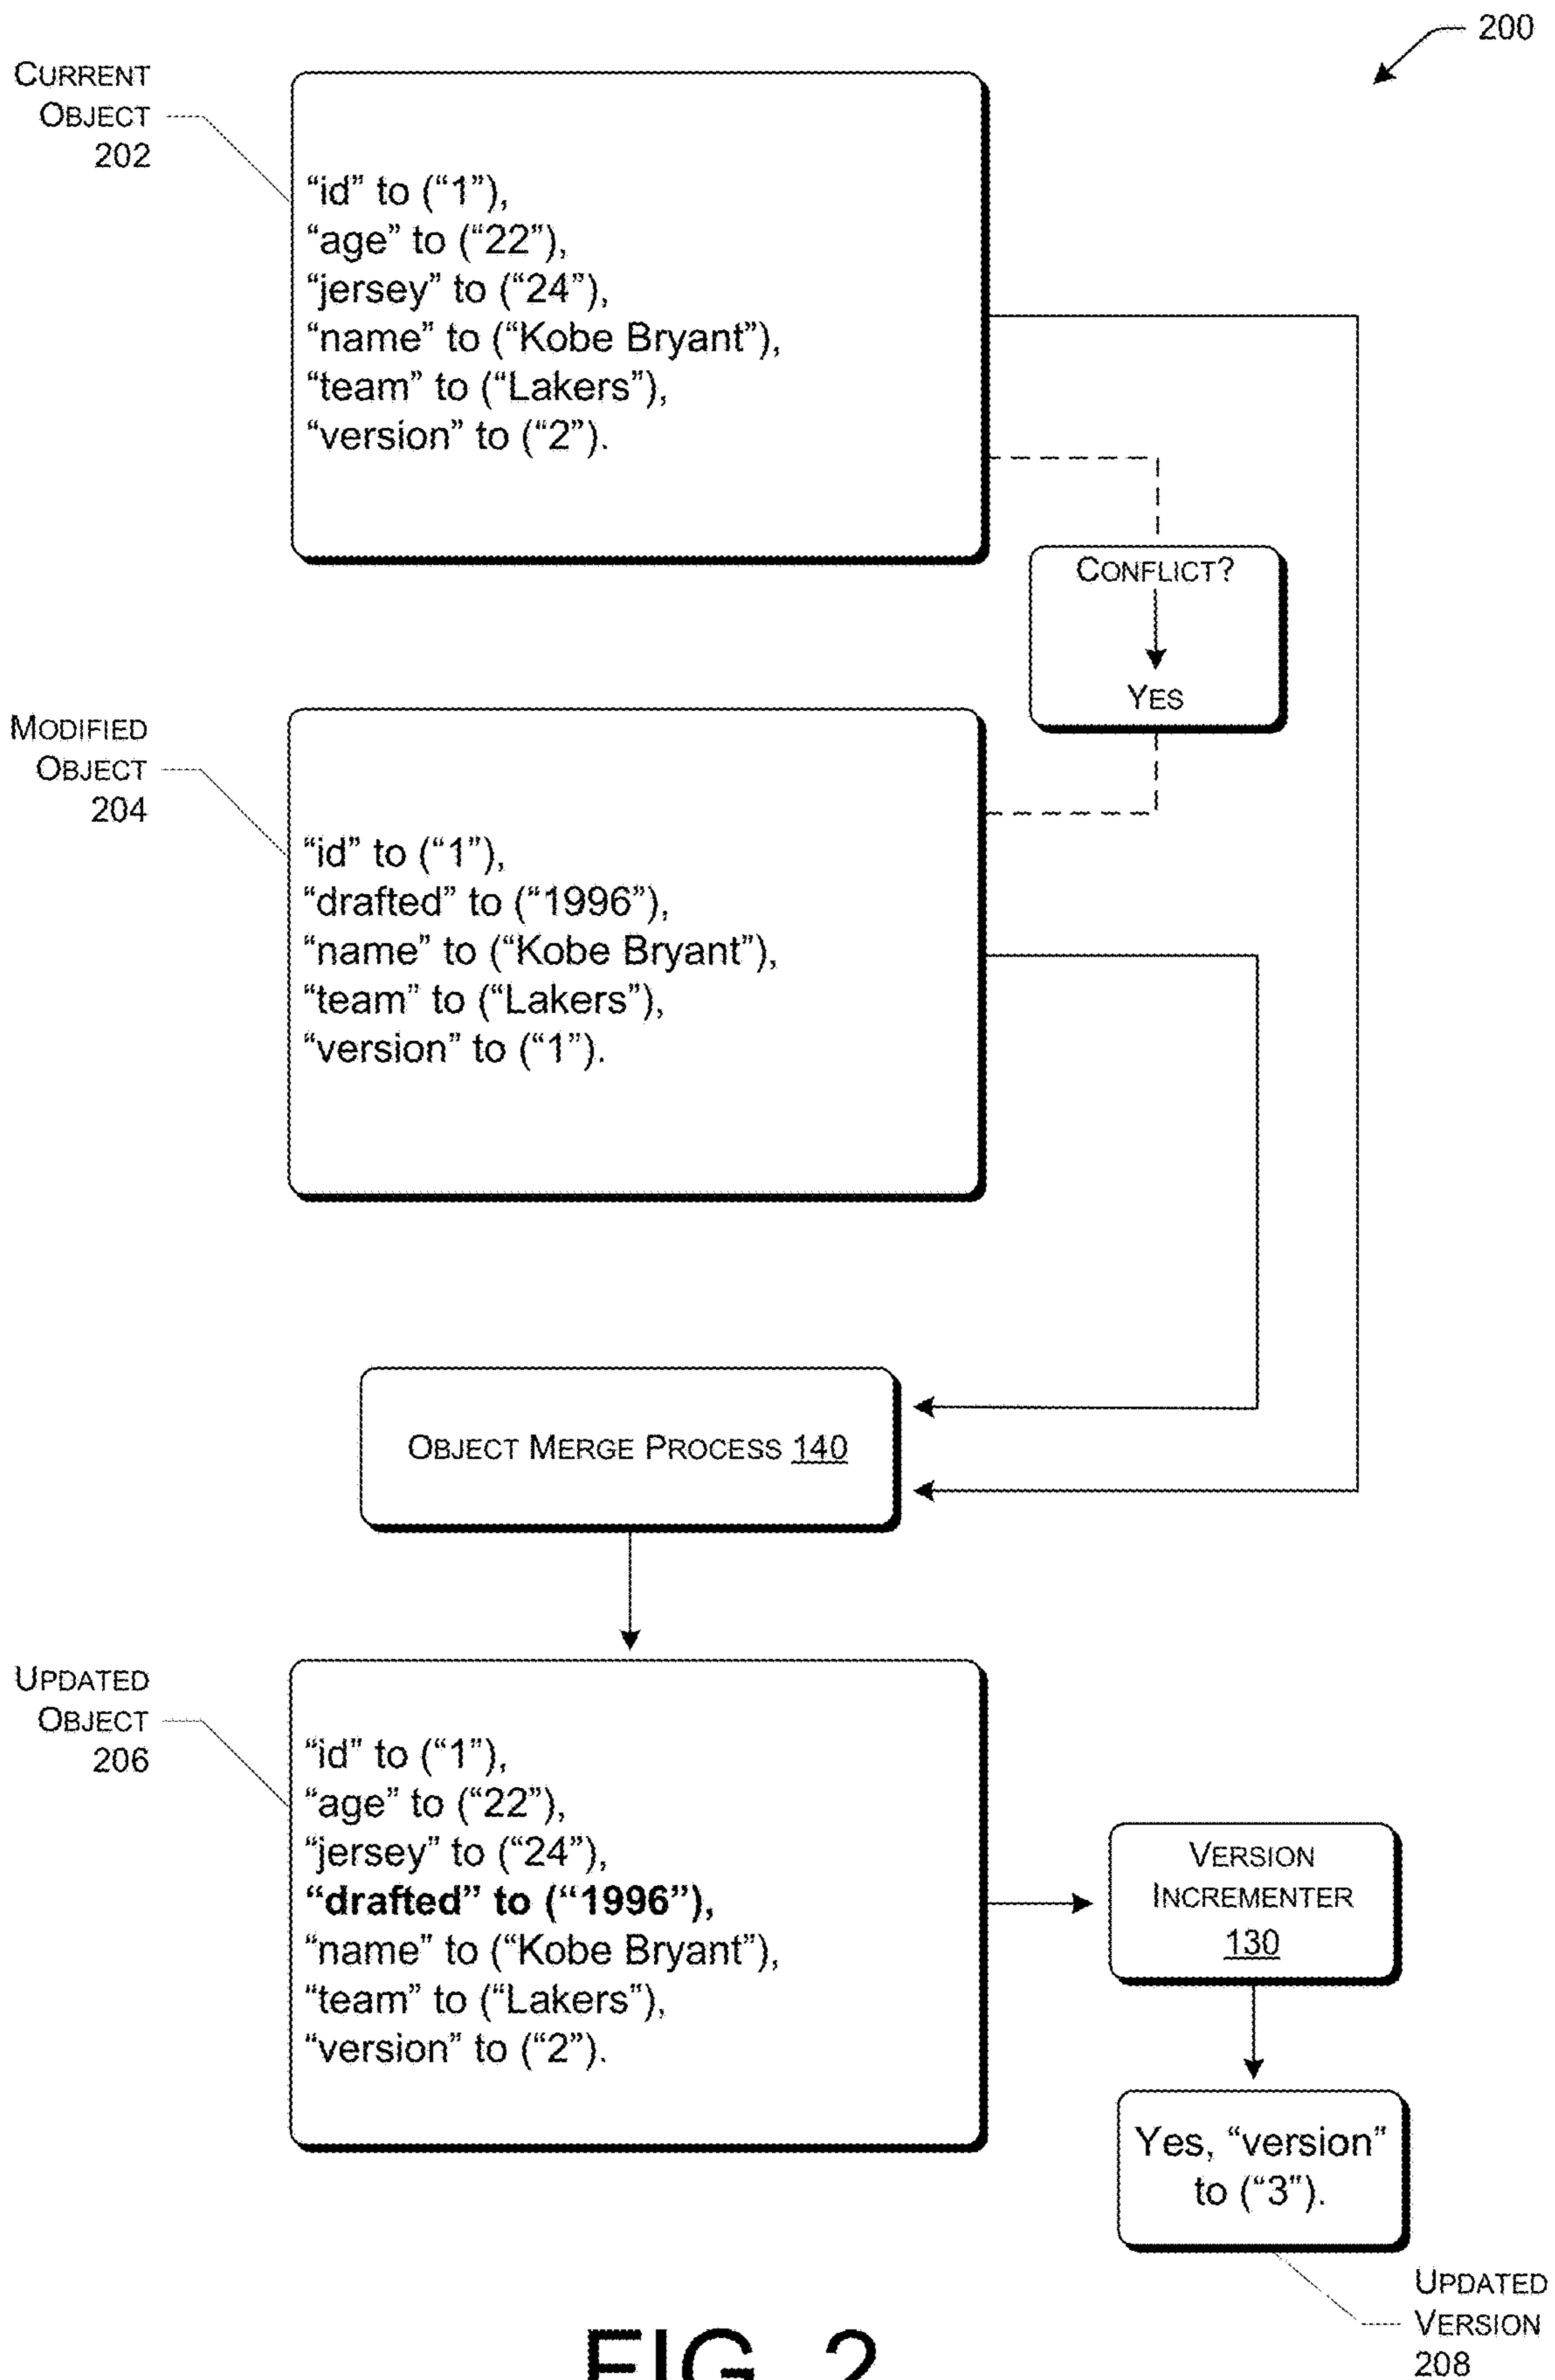 200
CURRENT
OBJECT
202
“id” to (“1”),
“age” to (“22”),
“jersey” to (“24”),
“name” to (“Kobe Bryant”),
“team” to (“Lakers”),
“version” to (“2”).
CONFLICT?
YES
MODIFIED
OBJECT
204
“id” to (“1”),
“drafted” to (“1996”),
“name” to (“Kobe Bryant”),
“team” to (“Lakers”),
“version” to (“1”).
OBJECT MERGE PROCESS 140
UPDATED
OBJECT
206
“id” to (“1”),
“age” to (“22”),
“jersey” to (“24”),
“drafted” to (“1996”),
“name” to (“Kobe Bryant”),
“team” to (“Lakers”),
“version” to (“2”).
VERSION
INCREMENTER
130
Yes, “version”
to (“3”).
UPDATED
VERSION
208
FIG. 2